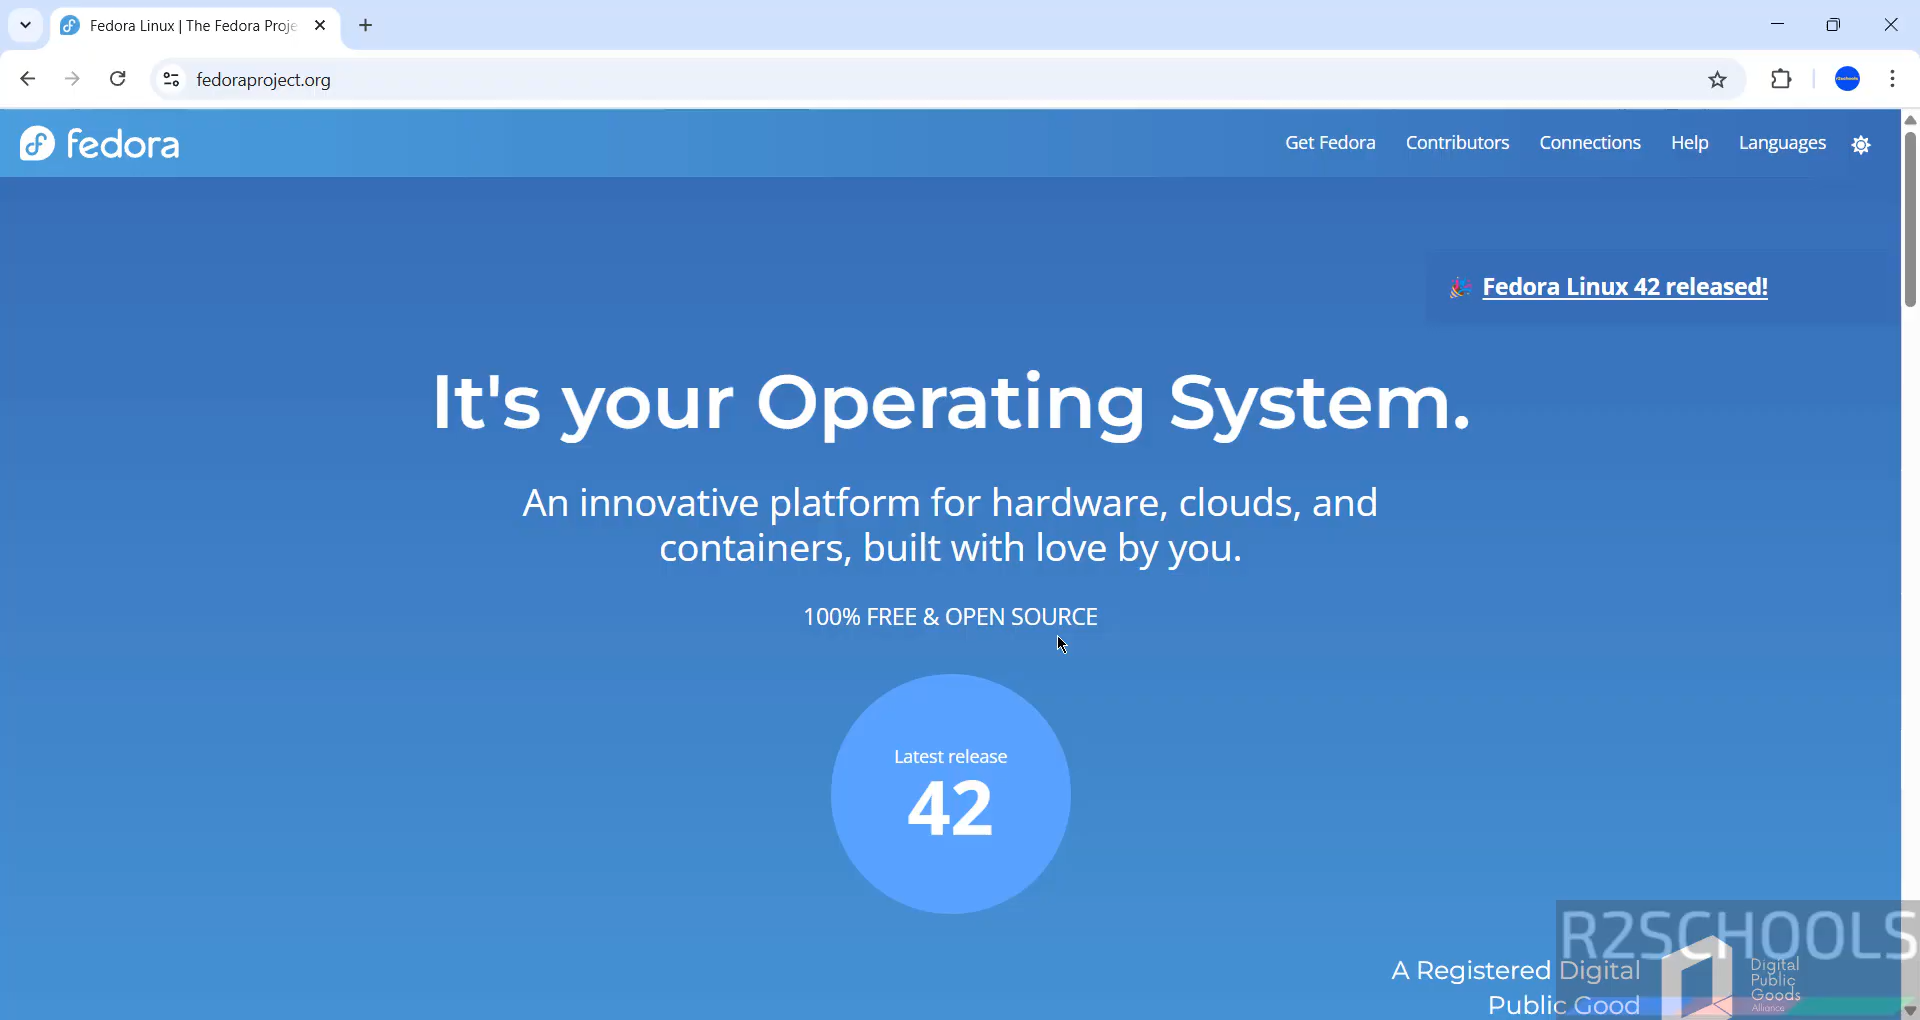 Fedora Linux | The Fedora Proje
fedoraproject.org
fedora
Get Fedora
Contributors
Connections
Help
Languages
Fedora Linux 42 released!
It's your Operating System.
An innovative platform for hardware, clouds, and
containers, built with love by you.
100% FREE & OPEN SOURCE
Latest release
42
R2SCHOOLS
A Registered Digital
Public Good
Digital
Public
Goods
Alliance